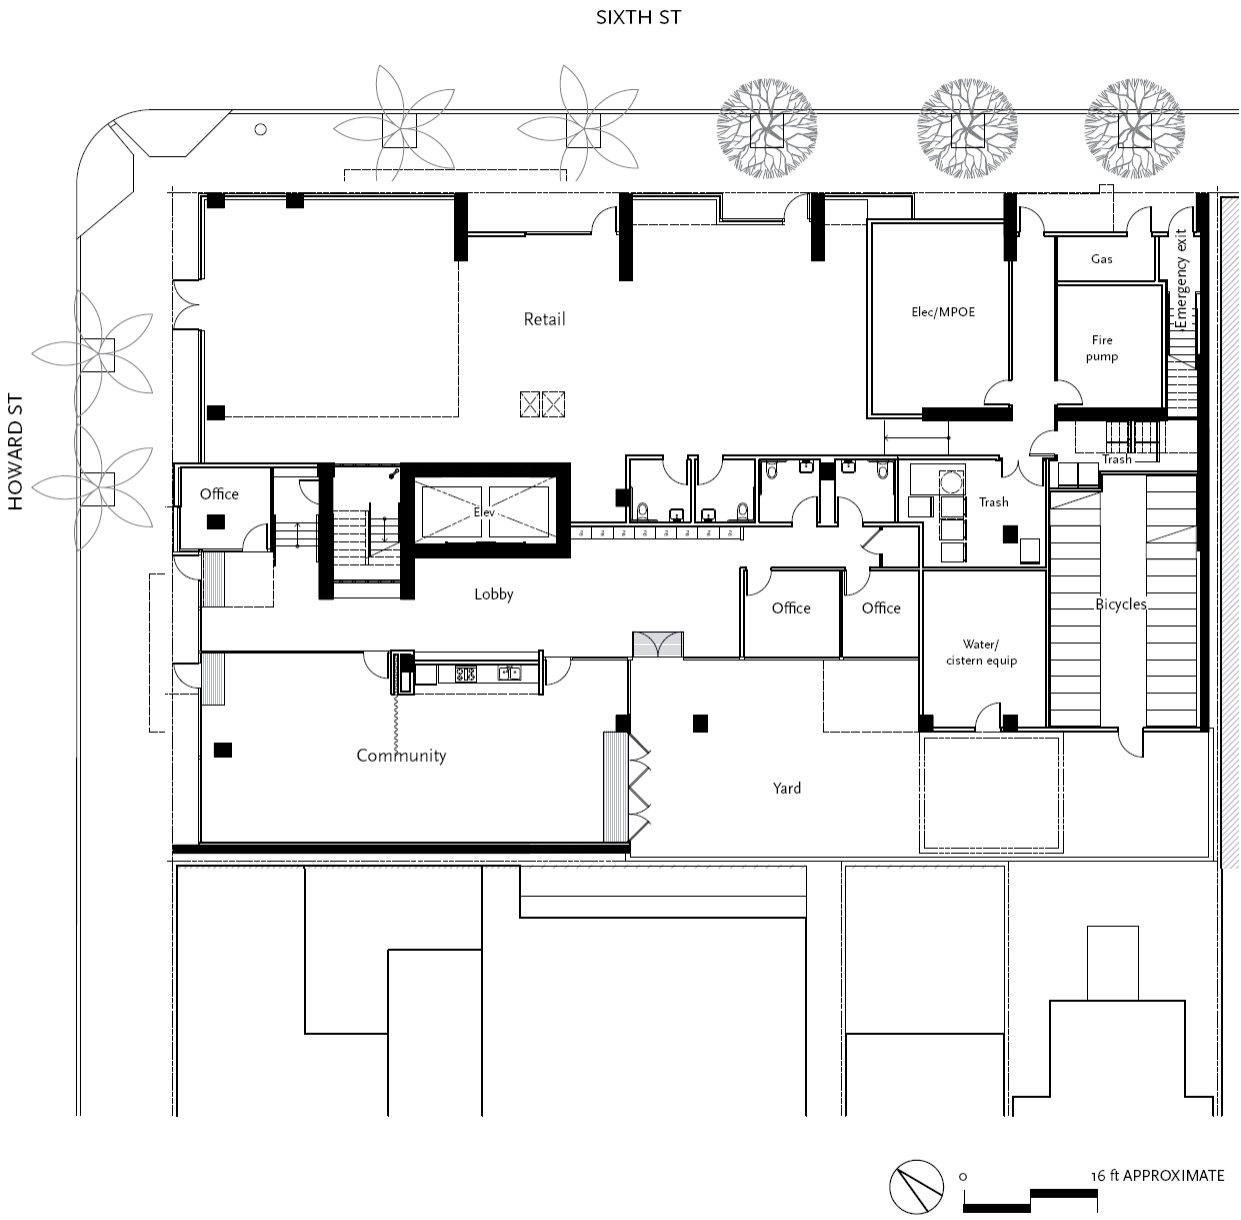 SIXTH ST
HOWARD ST
Retail
Elec/MPOE
Gas
Fire
pump
Emergency exit
Trash
Office
Elev
Trash
Lobby
Office
Office
Bicycles
Water/
cistern equip
Community
Yard
0
16 ft APPROXIMATE